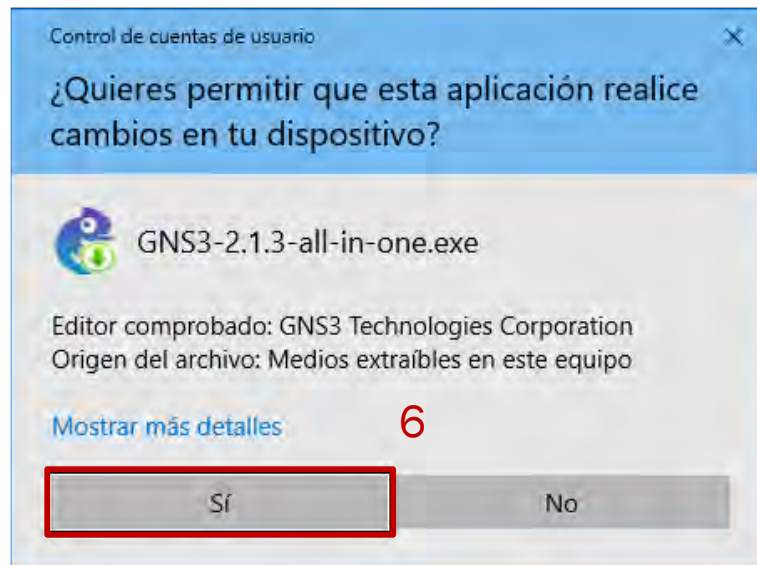 Control de cuentas de usuario
¿Quieres permitir que esta aplicación realice
cambios en tu dispositivo?
GNS3-2.1.3-all-in-one.exe
Editor comprobado: GNS3 Technologies Corporation
Origen del archivo: Medios extraíbles en este equipo
Mostrar más detalles
6
Sí
No